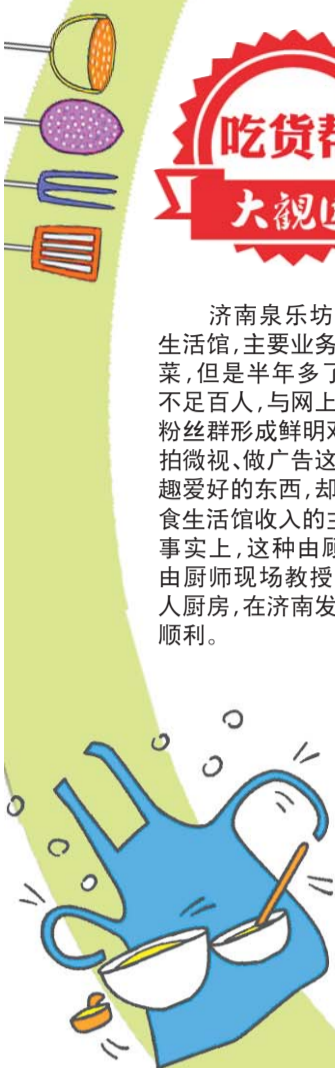 吃货帮
大觀
济南泉乐坊
生活馆,主要业务
菜,但是半年多了
不足百人,与网上
粉丝群形成鲜明
拍微视、做广告这
趣爱好的东西,却
食生活馆收入的
事实上,这种由顾
由厨师现场教授
人厨房,在济南发
顺利。